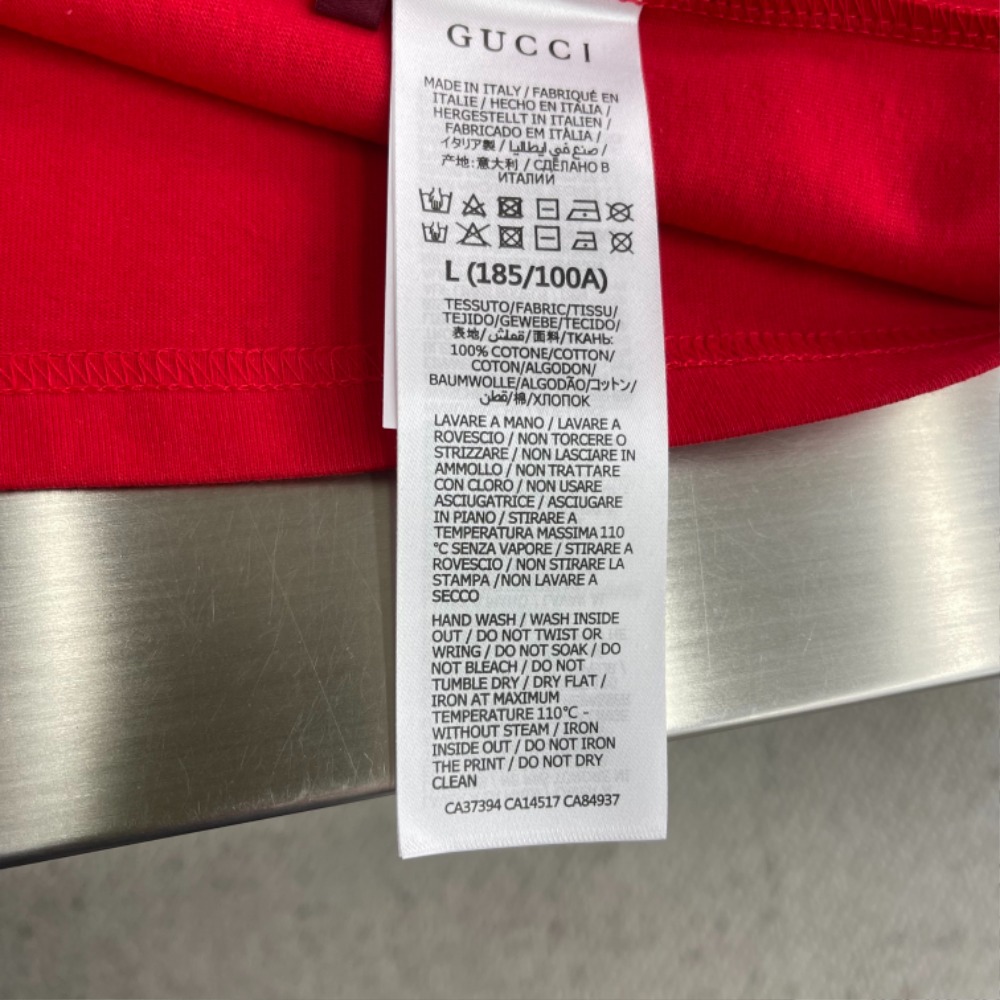 GUCCI
MADE IN ITALY / FABRIQUÉ EN
ITALIE / HECHO EN ITALIA /
HERGESTELLT IN ITALIEN /
FABRICADO EM ITÀLIA /
イタリア製 / صنع في ايطاليا /
产地:意大利 / СДЕЛАНО В
ИТАЛИИ
L (185/100A)
TESSUTO/FABRIC/TISSU/
TEJIDO/GEWEBE/TECIDO/
表地/قملش/面料/ТКАНЬ:
100% COTONE/COTTON/
COTON/ALGODON/
BAUMWOLLE/ALGODÃO/コットン/
قطن/棉/ХЛОПОК
LAVARE A MANO / LAVARE A
ROVESCIO / NON TORCERE O
STRIZZARE / NON LASCIARE IN
AMMOLLO / NON TRATTARE
CON CLORO / NON USARE
ASCIUGATRICE / ASCIUGARE
IN PIANO / STIRARE A
TEMPERATURA MASSIMA 110
°C SENZA VAPORE / STIRARE A
ROVESCIO / NON STIRARE LA
STAMPA /NON LAVARE A
SECCO
HAND WASH / WASH INSIDE
OUT / DO NOT TWIST OR
WRING / DO NOT SOAK / DO
NOT BLEACH / DO NOT
TUMBLE DRY / DRY FLAT /
IRON AT MAXIMUM
TEMPERATURE 110°C -
WITHOUT STEAM / IRON
INSIDE OUT / DO NOT IRON
THE PRINT / DO NOT DRY
CLEAN
CA37394 CA14517 CA84937